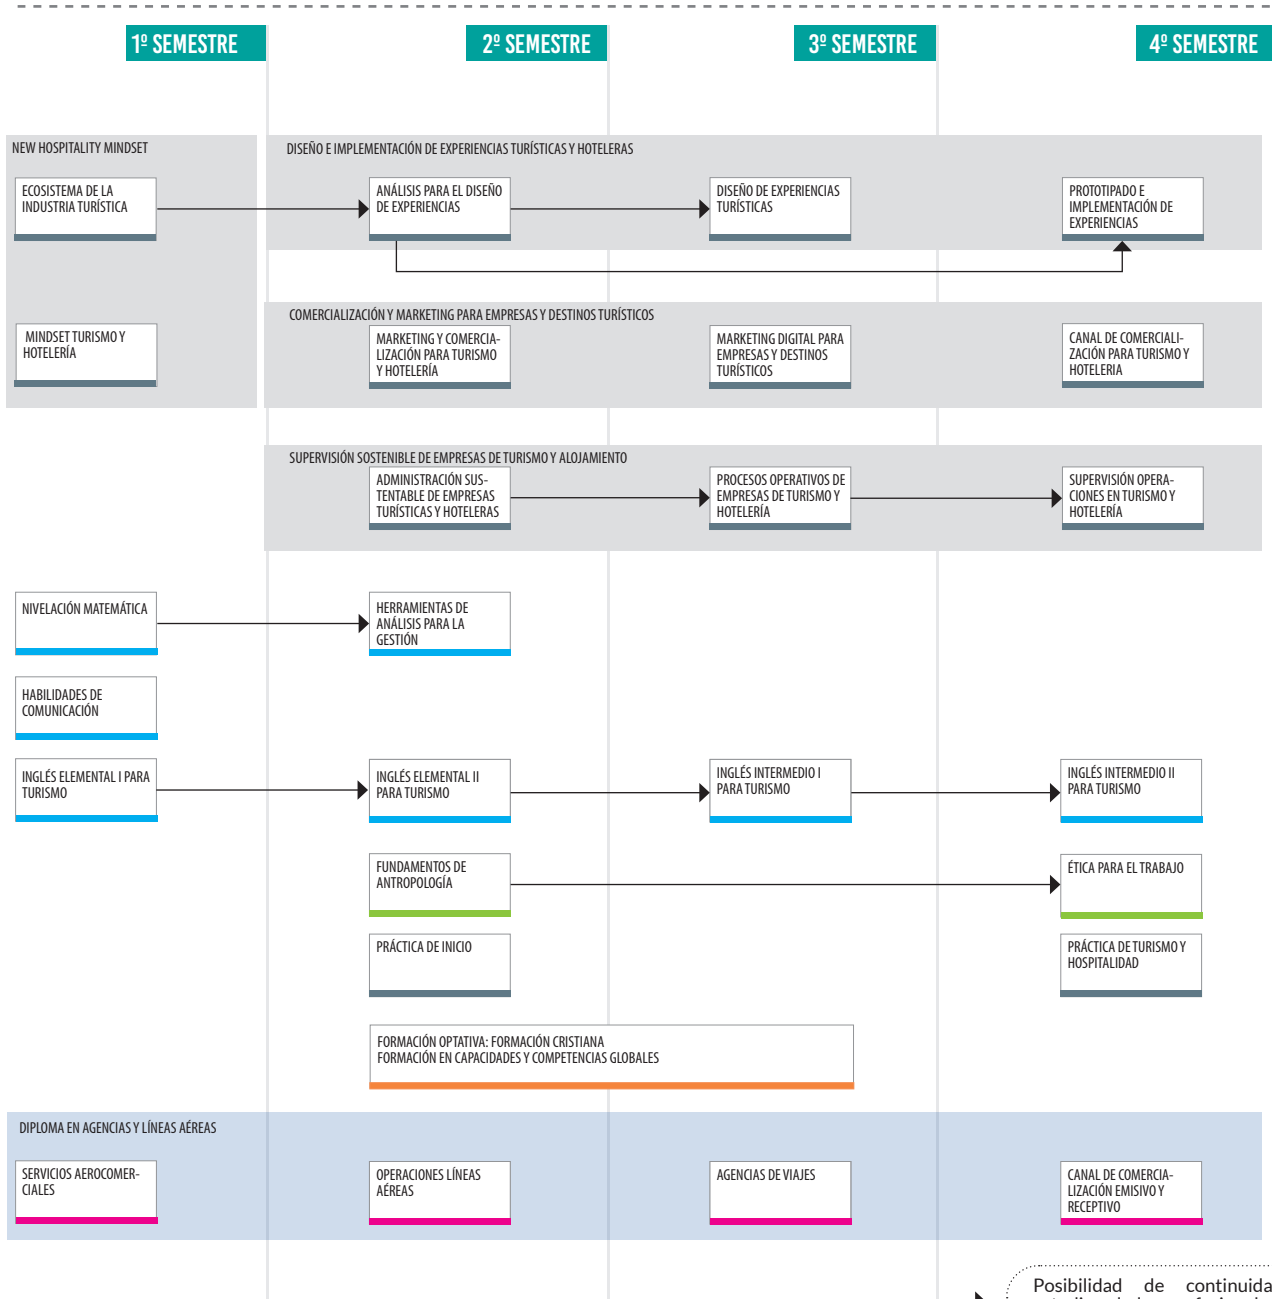 1º SEMESTRE
2º SEMESTRE
3º SEMESTRE
4º SEMESTRE
NEW HOSPITALITY MINDSET
DISEÑO E IMPLEMENTACIÓN DE EXPERIENCIAS TURÍSTICAS Y HOTELERAS
ECOSISTEMA DE LA
INDUSTRIA TURÍSTICA
ANÁLISIS PARA EL DISEÑO
DE EXPERIENCIAS
DISEÑO DE EXPERIENCIAS
TURÍSTICAS
PROTOTIPADO E
IMPLEMENTACIÓN DE
EXPERIENCIAS
COMERCIALIZACIÓN Y MARKETING PARA EMPRESAS Y DESTINOS TURÍSTICOS
MINDSET TURISMO Y
HOTELERÍA
MARKETING Y COMERCIA-
LIZACIÓN PARA TURISMO
Y HOTELERÍA
MARKETING DIGITAL PARA
EMPRESAS Y DESTINOS
TURÍSTICOS
CANAL DE COMERCIALI-
ZACIÓN PARA TURISMO Y
HOTELERIA
SUPERVISIÓN SOSTENIBLE DE EMPRESAS DE TURISMO Y ALOJAMIENTO
ADMINISTRACIÓN SUS-
TENTABLE DE EMPRESAS
TURÍSTICAS Y HOTELERAS
PROCESOS OPERATIVOS DE
EMPRESAS DE TURISMO Y
HOTELERÍA
SUPERVISIÓN OPERA-
CIONES EN TURISMO Y
HOTELERÍA
NIVELACIÓN MATEMÁTICA
HERRAMIENTAS DE
ANÁLISIS PARA LA
GESTIÓN
HABILIDADES DE
COMUNICACIÓN
INGLÉS ELEMENTAL I PARA
TURISMO
INGLÉS ELEMENTAL II
PARA TURISMO
INGLÉS INTERMEDIO I
PARA TURISMO
INGLÉS INTERMEDIO II
PARA TURISMO
FUNDAMENTOS DE
ANTROPOLOGÍA
ÉTICA PARA EL TRABAJO
PRÁCTICA DE INICIO
PRÁCTICA DE TURISMO Y
HOSPITALIDAD
FORMACIÓN OPTATIVA: FORMACIÓN CRISTIANA
FORMACIÓN EN CAPACIDADES Y COMPETENCIAS GLOBALES
DIPLOMA EN AGENCIAS Y LÍNEAS AÉREAS
SERVICIOS AEROCOMER-
CIALES
OPERACIONES LÍNEAS
AÉREAS
AGENCIAS DE VIAJES
CANAL DE COMERCIA-
LIZACIÓN EMISIVO Y
RECEPTIVO
Posibilidad de continuida